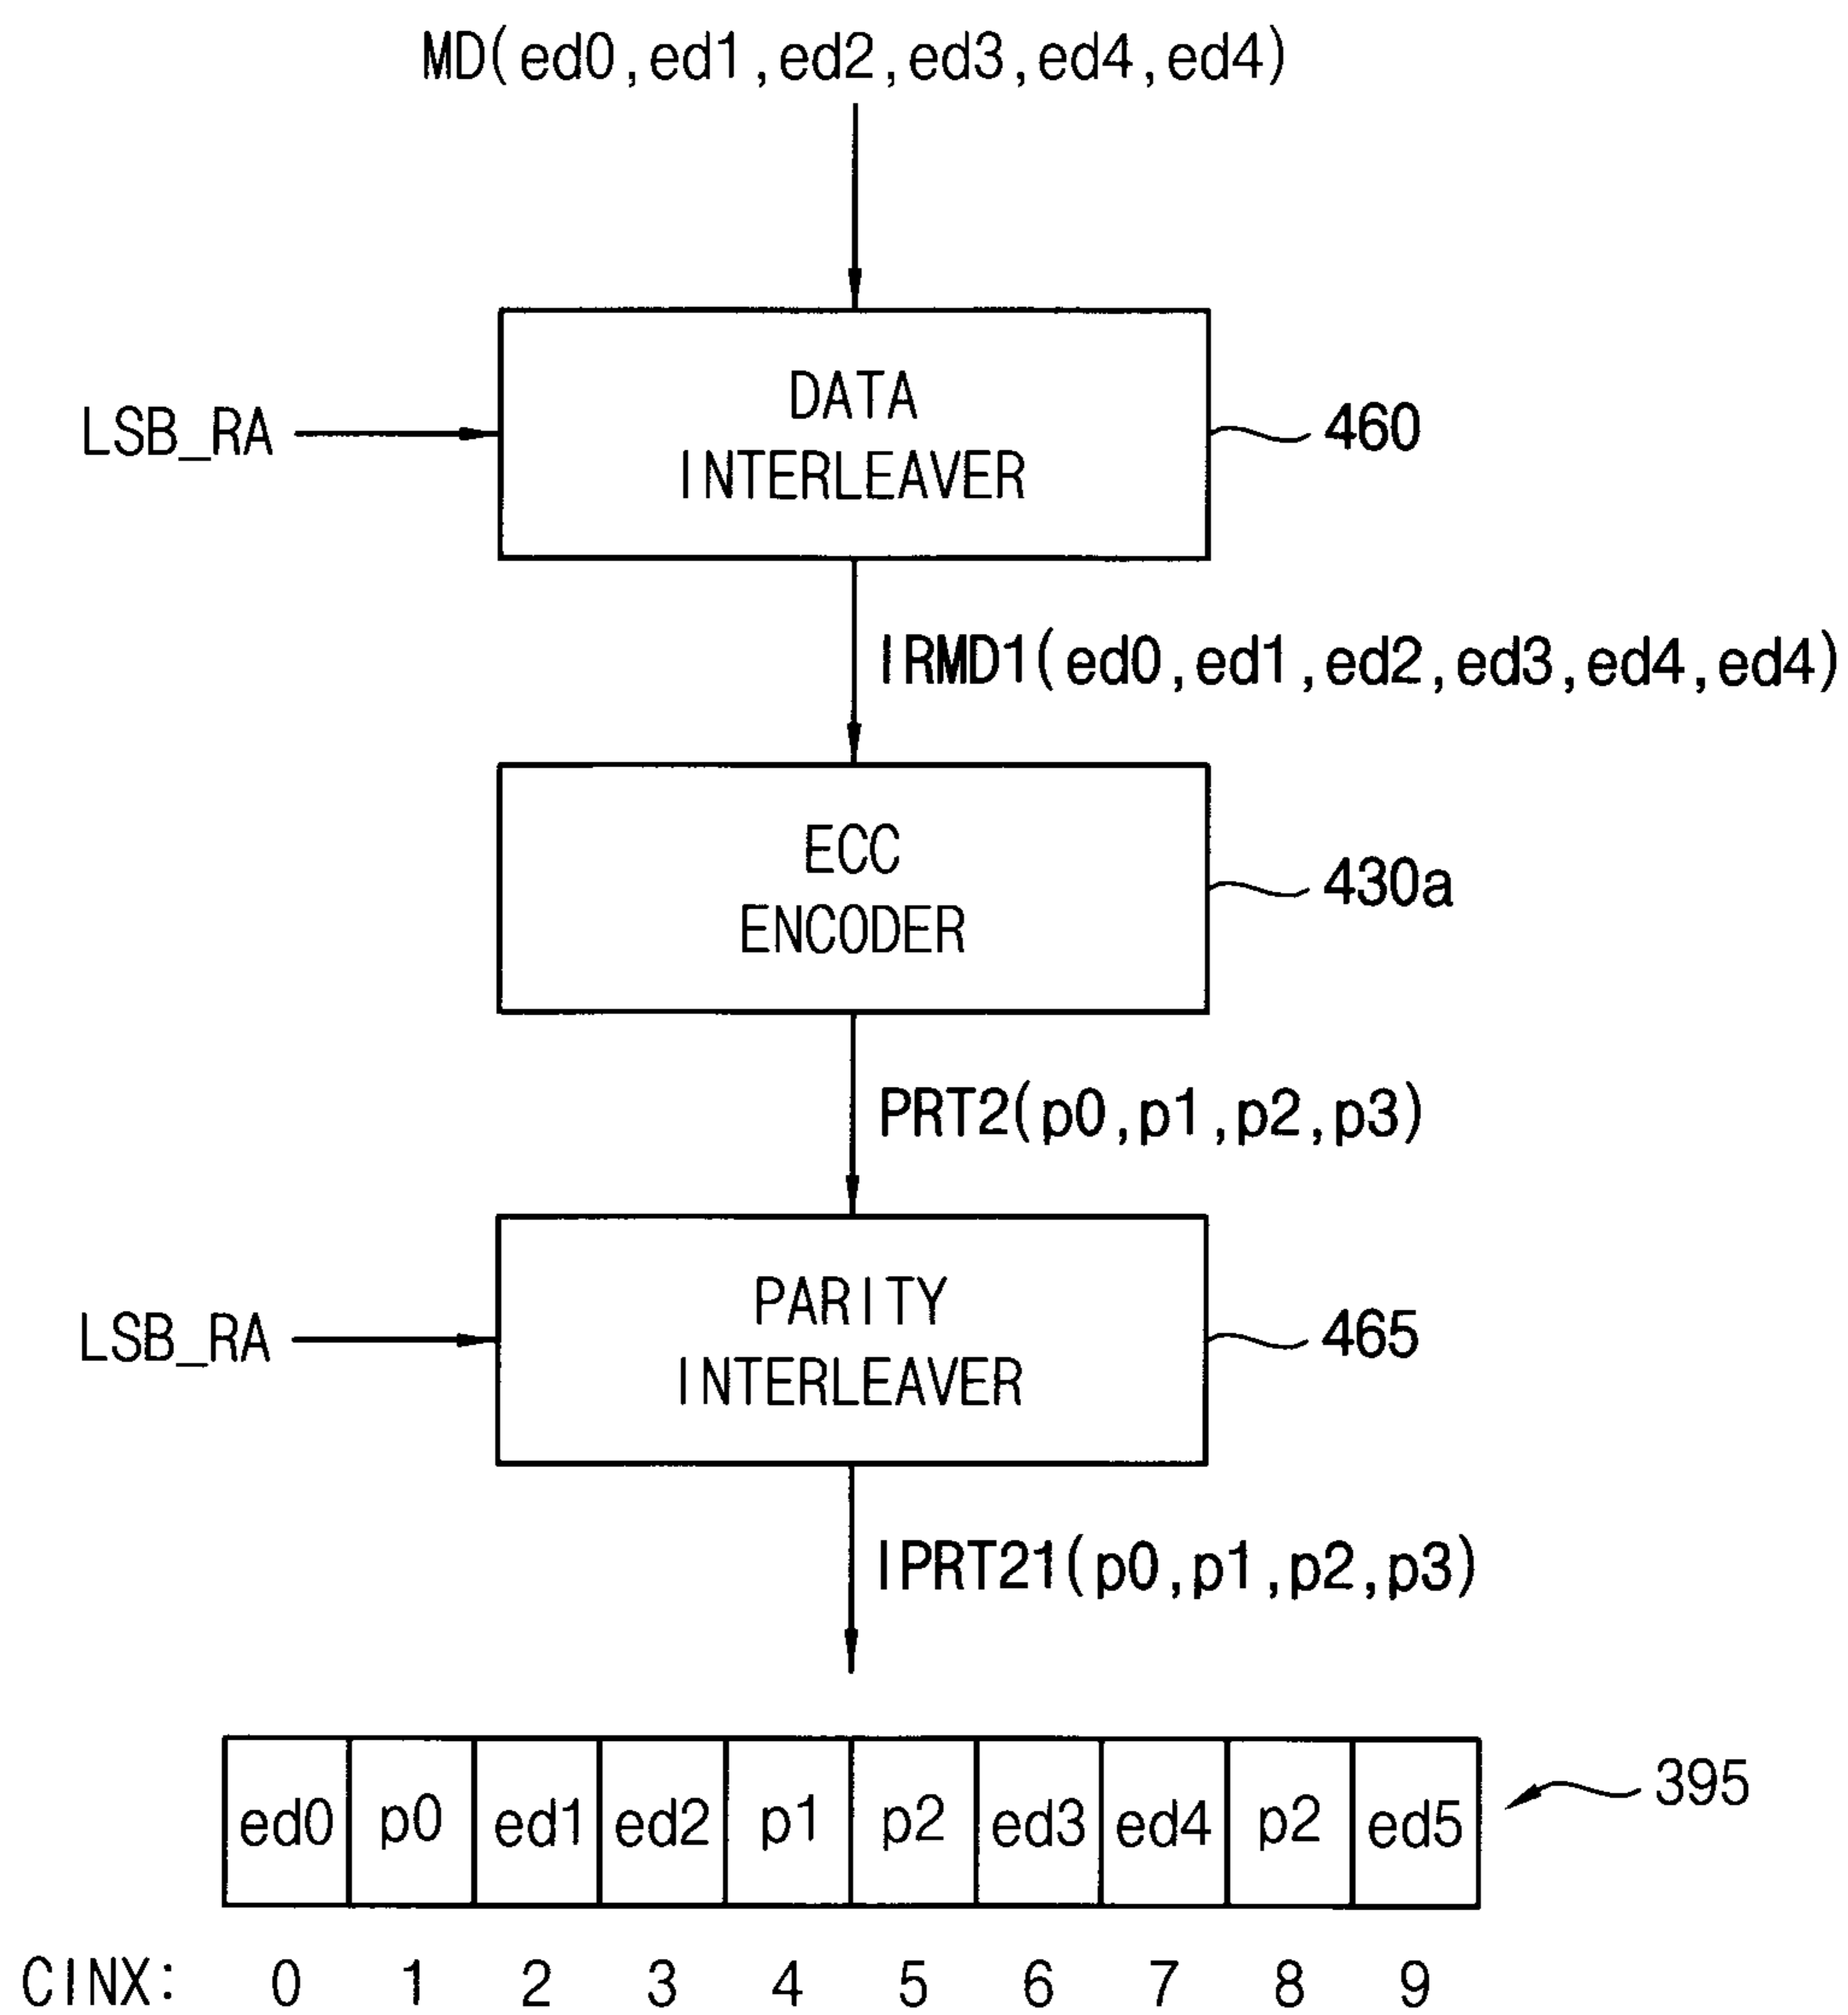 MD(ed0,ed1,ed2,ed3,ed4,ed4)
DATA
INTERLEAVER
LSB_RA
460
IRMD1(ed0,ed1,ed2,ed3,ed4,ed4)
ECC
ENCODER
430a
PRT2(p0,p1,p2,p3)
PARITY
INTERLEAVER
LSB_RA
465
IPRT21(p0,p1,p2,p3)
ed0 p0 ed1 ed2 p1 p2 ed3 ed4 p2 ed5
395
CINX: 0 1 2 3 4 5 6 7 8 9